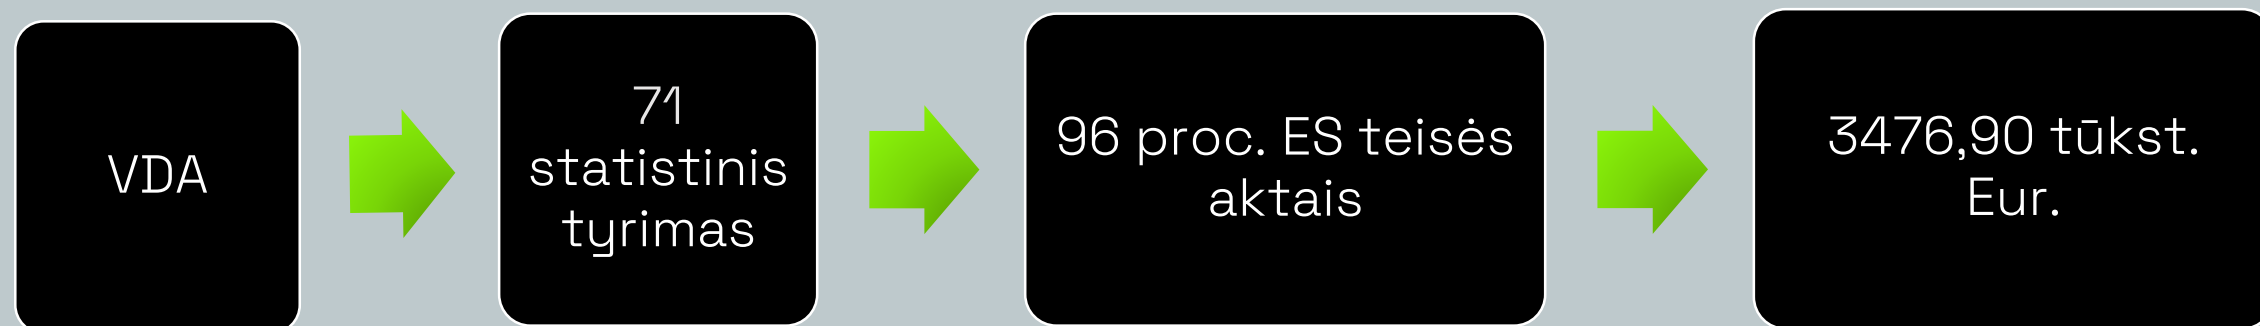 VDA
71
statistinis
tyrimas
96 proc. ES teisės
aktais
3476,90 tūkst.
Eur.